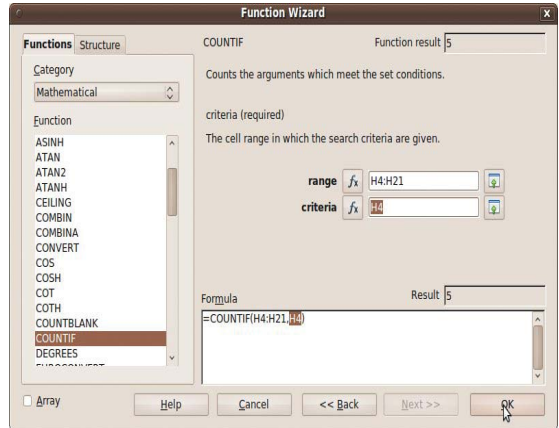 Function Wizard
Functions Structure
COUNTIF
Function result 5
Category
Mathematical
Function
ASINH
ATAN
ATAN2
ATANH
CEILING
COMBIN
COMBINA
CONVERT
COS
COSH
COT
COTH
COUNTBLANK
COUNTIF
DEGREES
Counts the arguments which meet the set conditions.
criteria (required)
The cell range in which the search criteria are given.
range fx H4:H21
criteria fx H4
Formula
Result 5
=COUNTIF(H4:H21,H4)
Array
Help
Cancel
<< Back
Next >>
OK